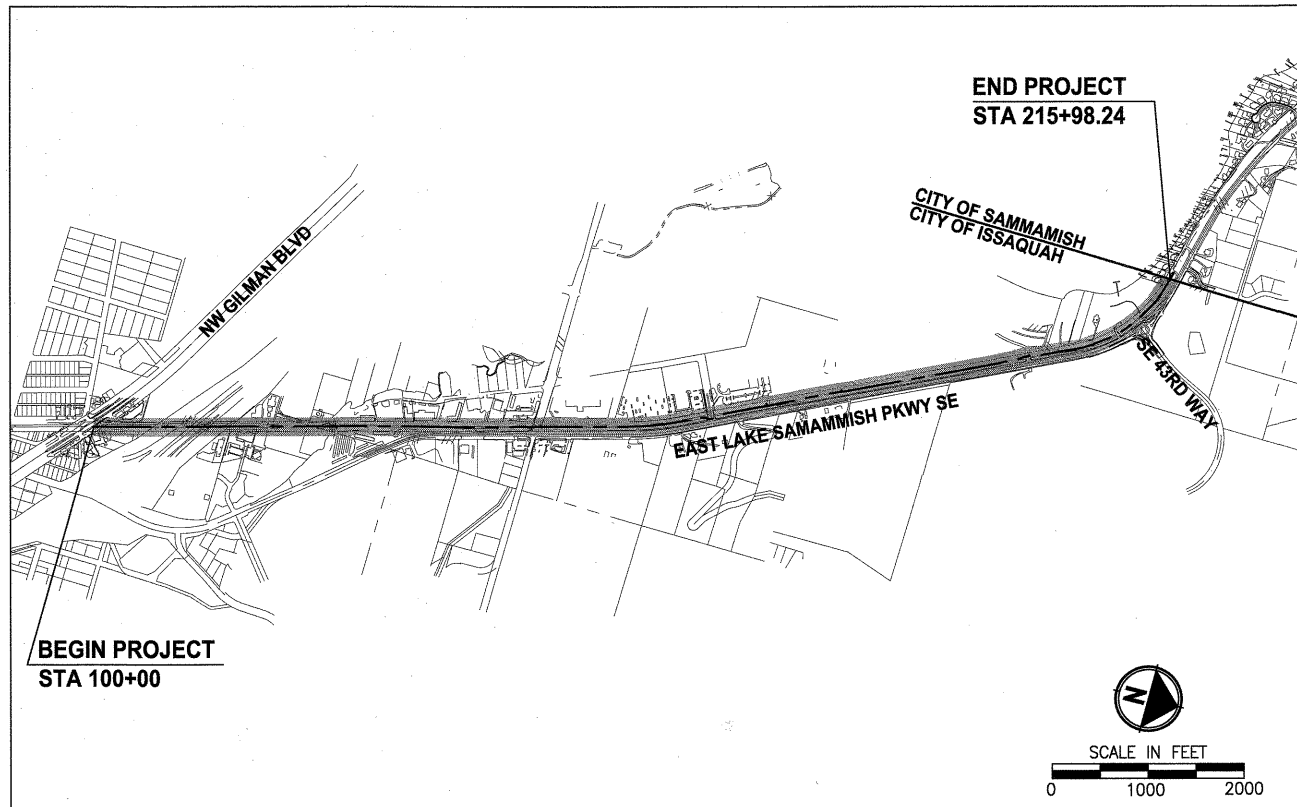 END PROJECT
STA 215+98.24
CITY OF SAMMAMISH
CITY OF ISSAQUAH
NW GILMAN BLVD
SE 43RD WAY
EAST LAKE SAMAMMISH PKWY SE
BEGIN PROJECT
STA 100+00
N
SCALE IN FEET
0 1000 2000